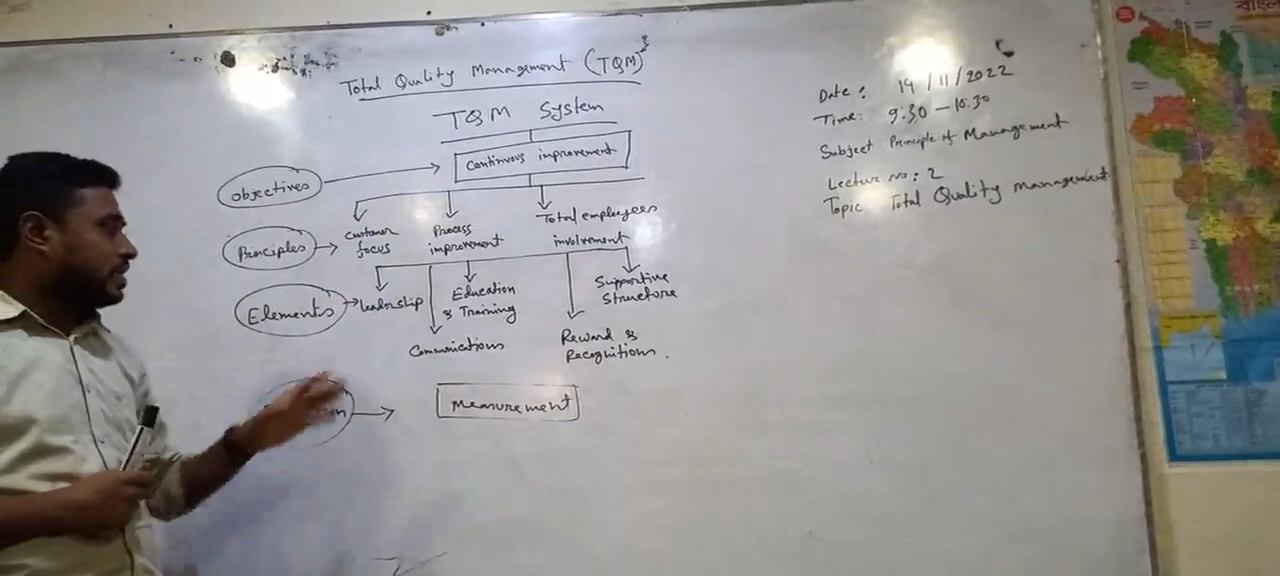 Total Quality Management (TQM)
TQM System
Objectives
Continuous improvement
Principles
Customer
focus
Process
improvement
Total employees
involvement
Elements
Leadership
Education
& Training
Supportive
Structure
Communications
Reward &
Recognitions.
Measurement
Date: 19/11/2022
Time: 9:30 - 10:30
Subject Principle of Management
Lecture no: 2
Topic Total Quality management
বাংলা